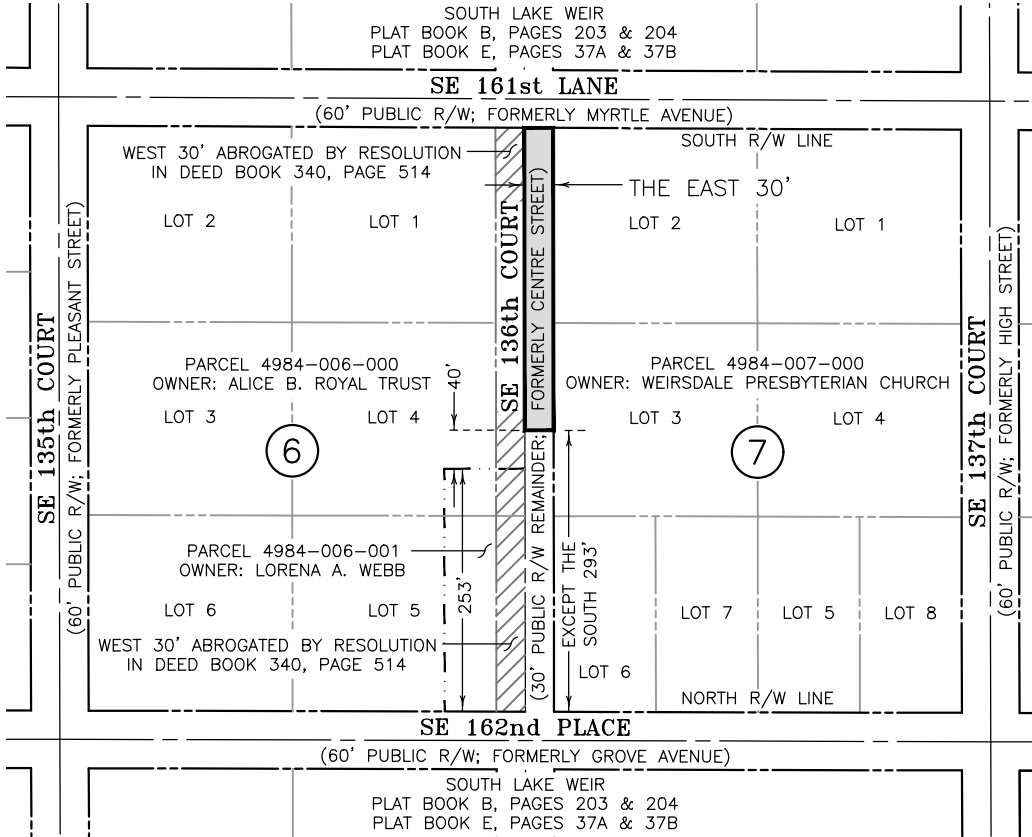 SOUTH LAKE WEIR
PLAT BOOK B, PAGES 203 & 204
PLAT BOOK E, PAGES 37A & 37B
SE 161st LANE
(60' PUBLIC R/W; FORMERLY MYRTLE AVENUE)
SOUTH R/W LINE
WEST 30' ABROGATED BY RESOLUTION
IN DEED BOOK 340, PAGE 514
THE EAST 30'
LOT 2
LOT 1
LOT 2
LOT 1
SE 135th COURT
(60' PUBLIC R/W; FORMERLY PLEASANT STREET)
SE 136th COURT
(30' PUBLIC R/W REMAINDER; FORMERLY CENTRE STREET)
SE 137th COURT
(60' PUBLIC R/W; FORMERLY HIGH STREET)
PARCEL 4984-006-000
OWNER: ALICE B. ROYAL TRUST
40'
PARCEL 4984-007-000
OWNER: WEIRSDALE PRESBYTERIAN CHURCH
LOT 3
LOT 4
LOT 3
LOT 4
6
7
PARCEL 4984-006-001
OWNER: LORENA A. WEBB
253'
EXCEPT THE
SOUTH 293'
LOT 6
LOT 5
LOT 7
LOT 5
LOT 8
WEST 30' ABROGATED BY RESOLUTION
IN DEED BOOK 340, PAGE 514
LOT 6
NORTH R/W LINE
SE 162nd PLACE
(60' PUBLIC R/W; FORMERLY GROVE AVENUE)
SOUTH LAKE WEIR
PLAT BOOK B, PAGES 203 & 204
PLAT BOOK E, PAGES 37A & 37B